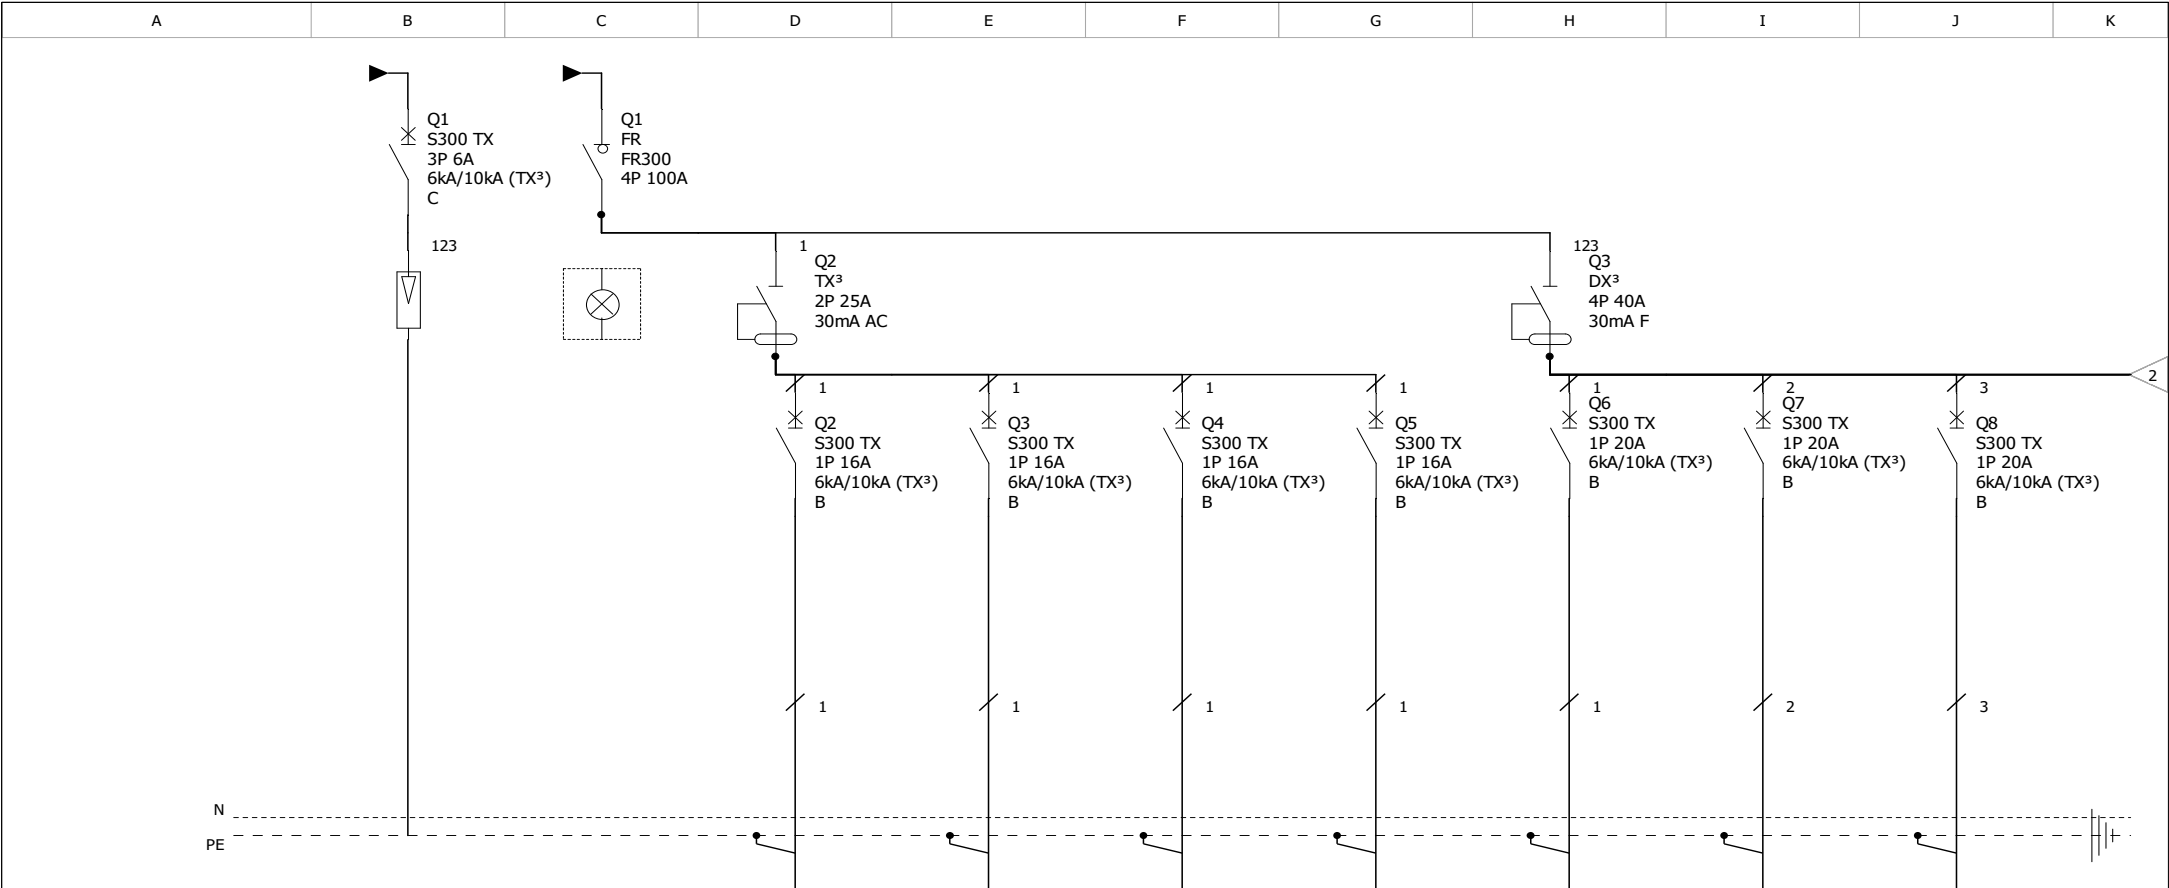 A B C D E F G H I J K
Q1
S300 TX
3P 6A
6kA/10kA (TX³)
C
123
Q1
FR
FR300
4P 100A
1
Q2
TX³
2P 25A
30mA AC
123
Q3
DX³
4P 40A
30mA F
2
1
Q2
S300 TX
1P 16A
6kA/10kA (TX³)
B
1
Q3
S300 TX
1P 16A
6kA/10kA (TX³)
B
1
Q4
S300 TX
1P 16A
6kA/10kA (TX³)
B
1
Q5
S300 TX
1P 16A
6kA/10kA (TX³)
B
1
Q6
S300 TX
1P 20A
6kA/10kA (TX³)
B
2
Q7
S300 TX
1P 20A
6kA/10kA (TX³)
B
3
Q8
S300 TX
1P 20A
6kA/10kA (TX³)
B
1 1 1 1 1 2 3
N
PE